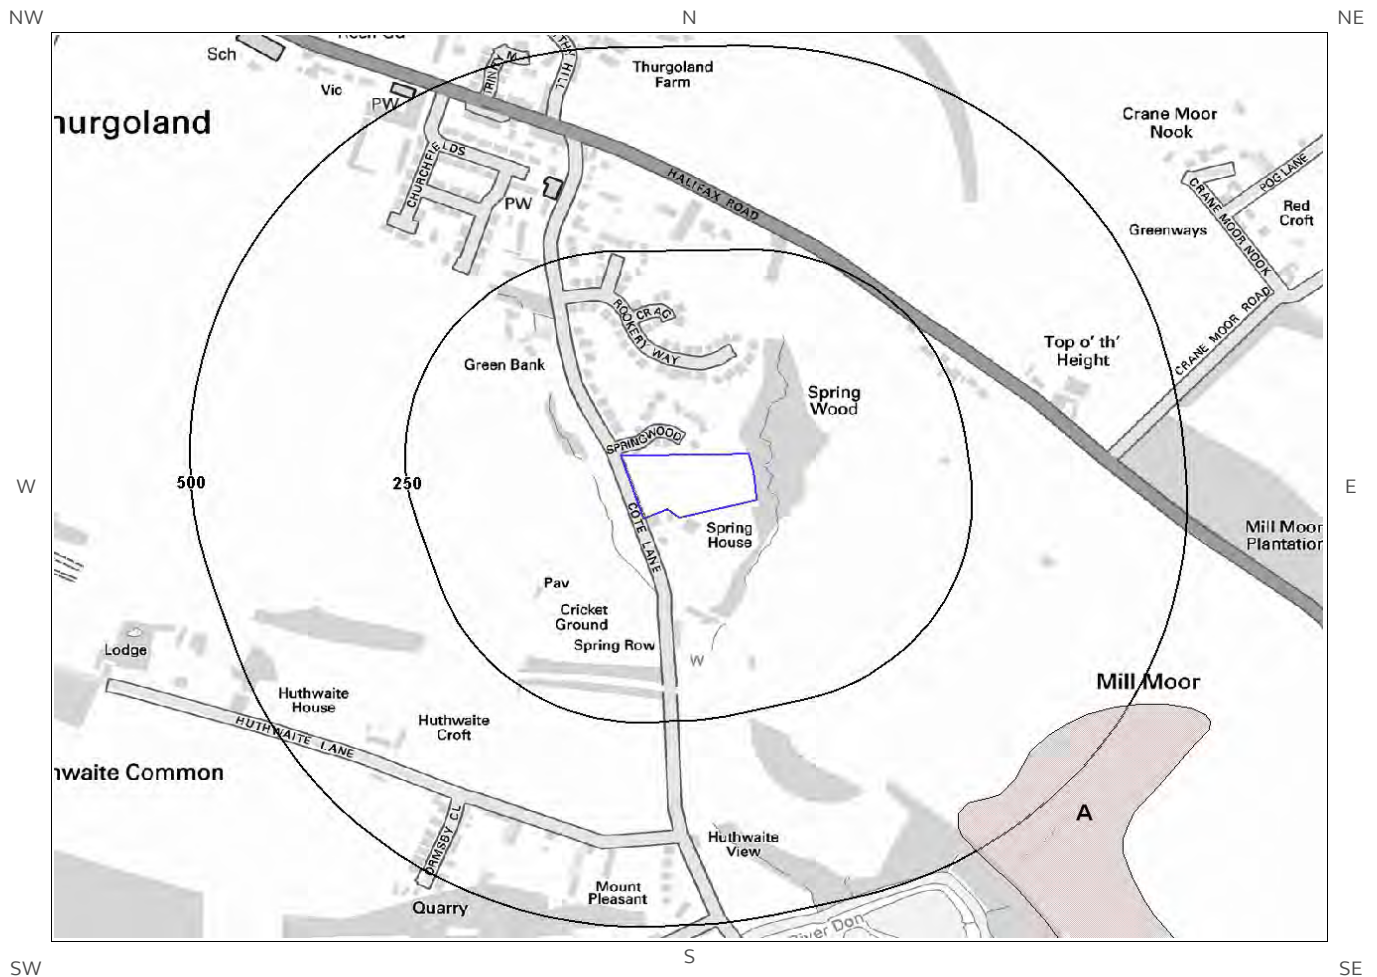 NW
N
NE
Sch
Vic
PW
TRINITY M
TH HILL
Thurgoland
Farm
hurgoland
CHURCHFIELDS
PW
HALIFAX ROAD
Crane Moor
Nook
POG LANE
CRANE MOOR NOOK
Red
Croft
Greenways
ROOKERY WAY
CRAG
CRANE MOOR ROAD
Green Bank
Top o' th'
Height
Spring
Wood
SPRINGWOOD
W
500
250
E
COTE LANE
Spring
House
Mill Moor
Plantation
Pav
Cricket
Ground
Spring Row
W
Lodge
Mill Moor
Huthwaite
House
Huthwaite
Croft
HUTHWAITE LANE
hwaite Common
ORMSBY CL
A
Huthwaite
View
Mount
Pleasant
Quarry
River Don
SW
S
SE